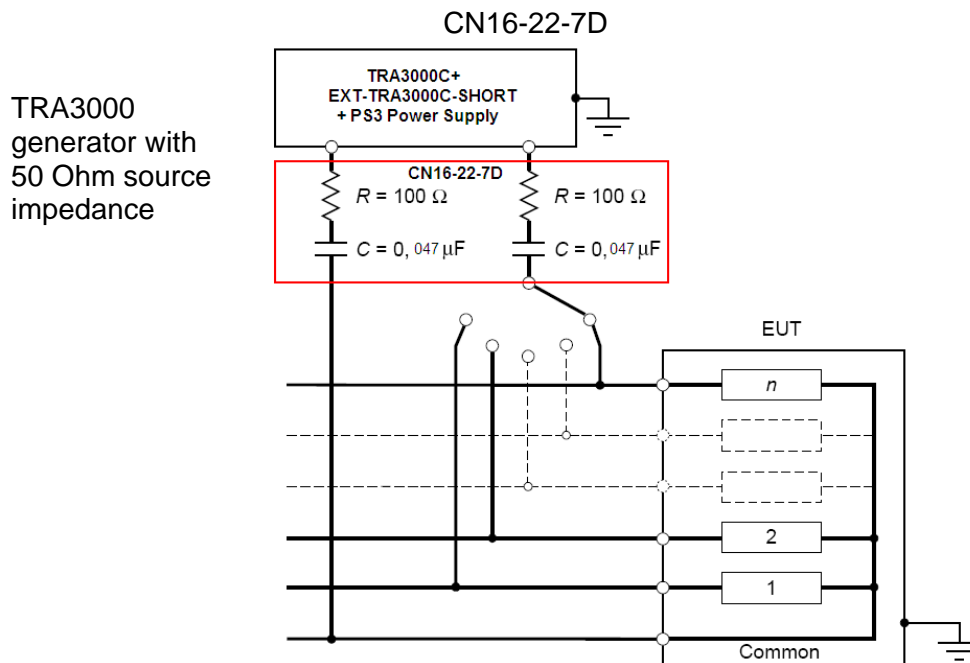 CN16-22-7D
TRA3000C+
EXT-TRA3000C-SHORT
+ PS3 Power Supply
TRA3000
generator with
50 Ohm source
impedance
CN16-22-7D
R = 100 Ω
R = 100 Ω
C = 0, 047 µF
C = 0, 047 µF
EUT
n
2
1
Common